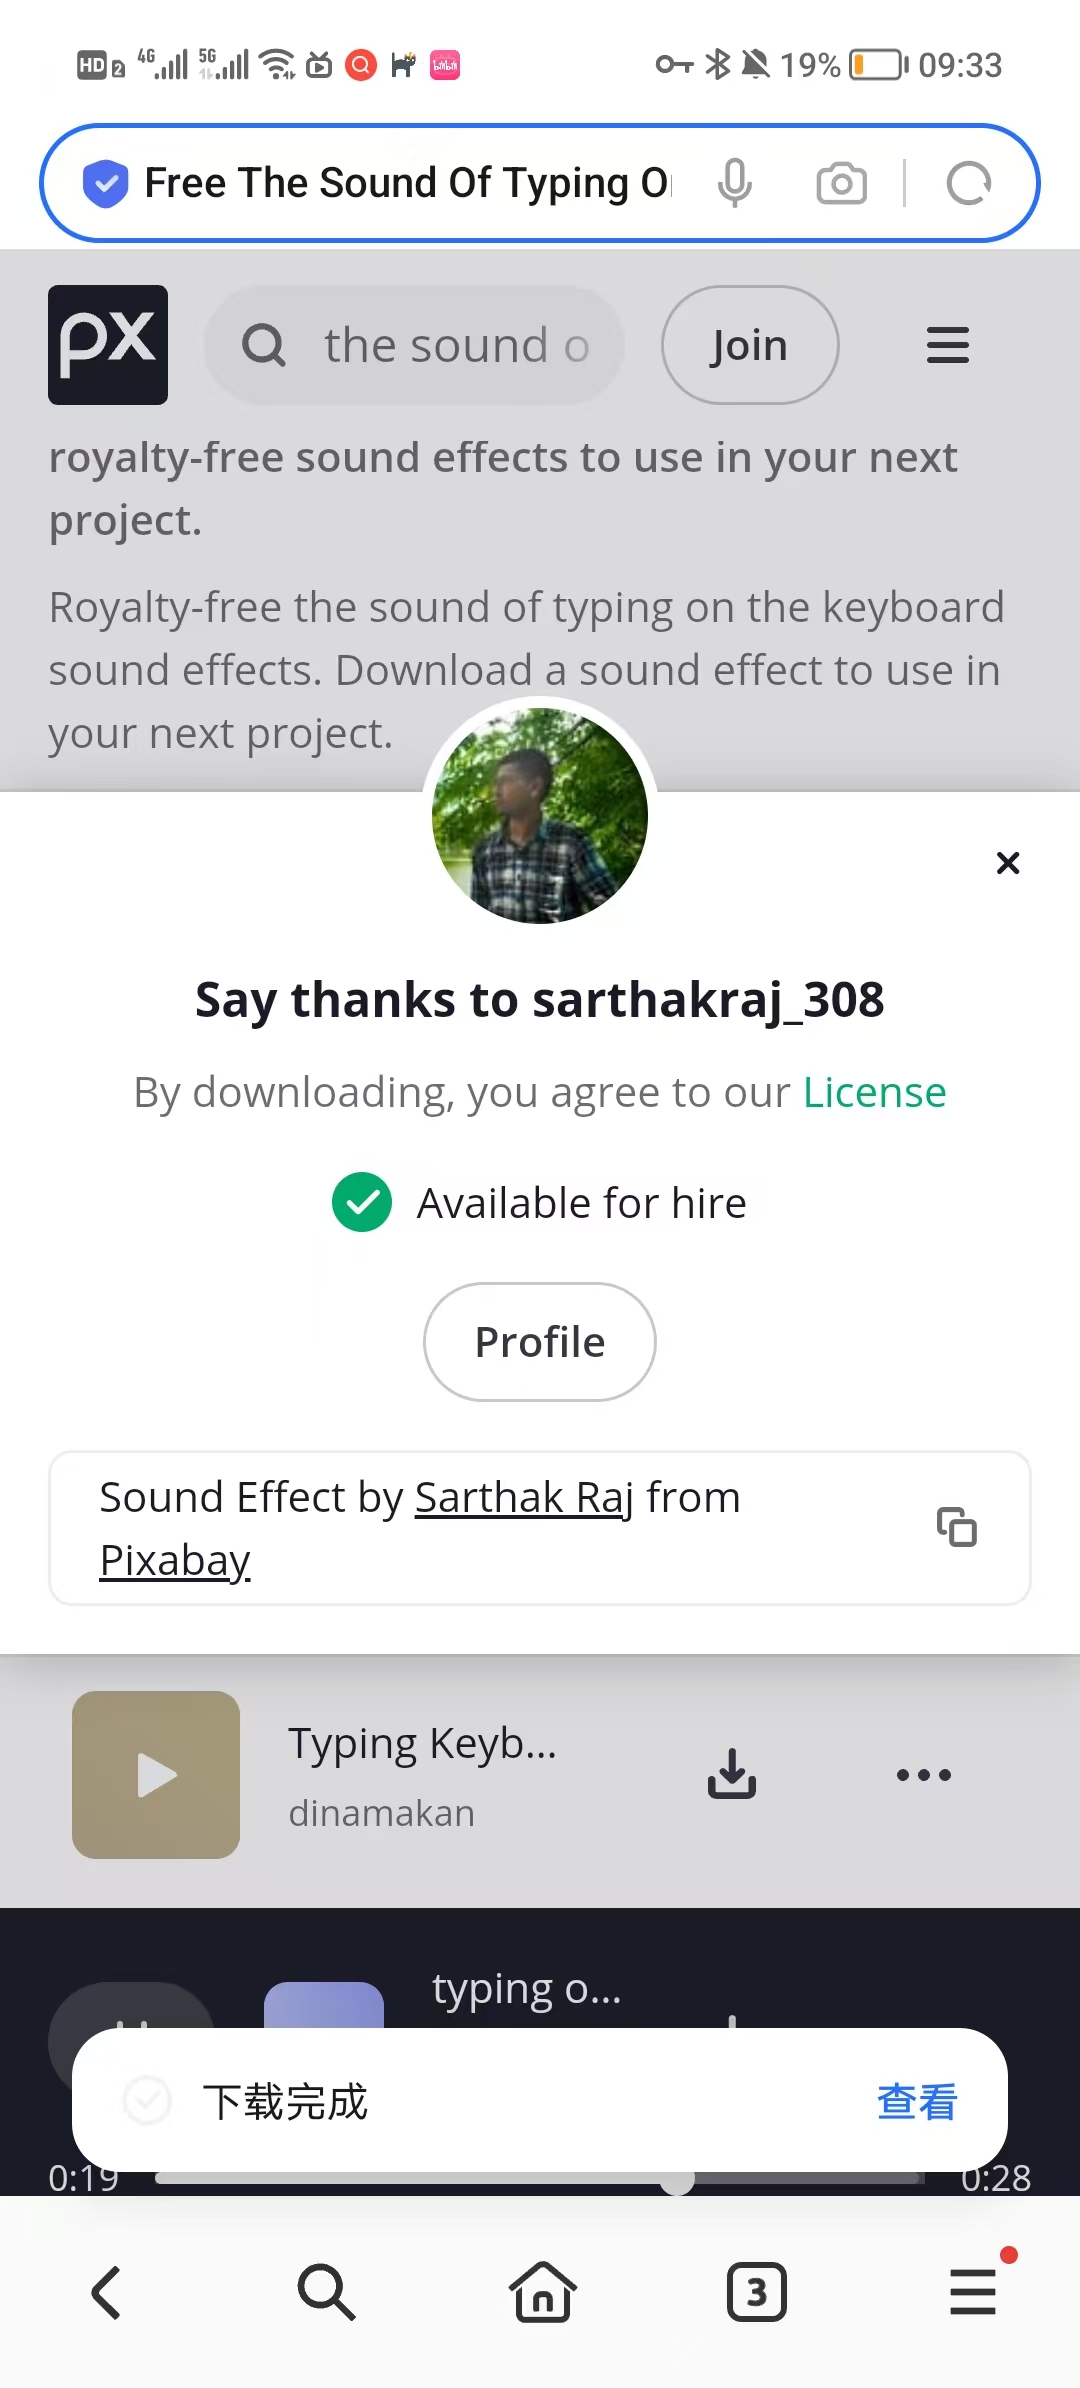 HD 2 4G 5G 19% 09:33
Free The Sound Of Typing O
px the sound o Join
royalty-free sound effects to use in your next
project.
Royalty-free the sound of typing on the keyboard
sound effects. Download a sound effect to use in
your next project.
Say thanks to sarthakraj_308
By downloading, you agree to our License
Available for hire
Profile
Sound Effect by Sarthak Raj from
Pixabay
Typing Keyb...
dinamakan
typing o...
下载完成 查看
0:19 0:28
3